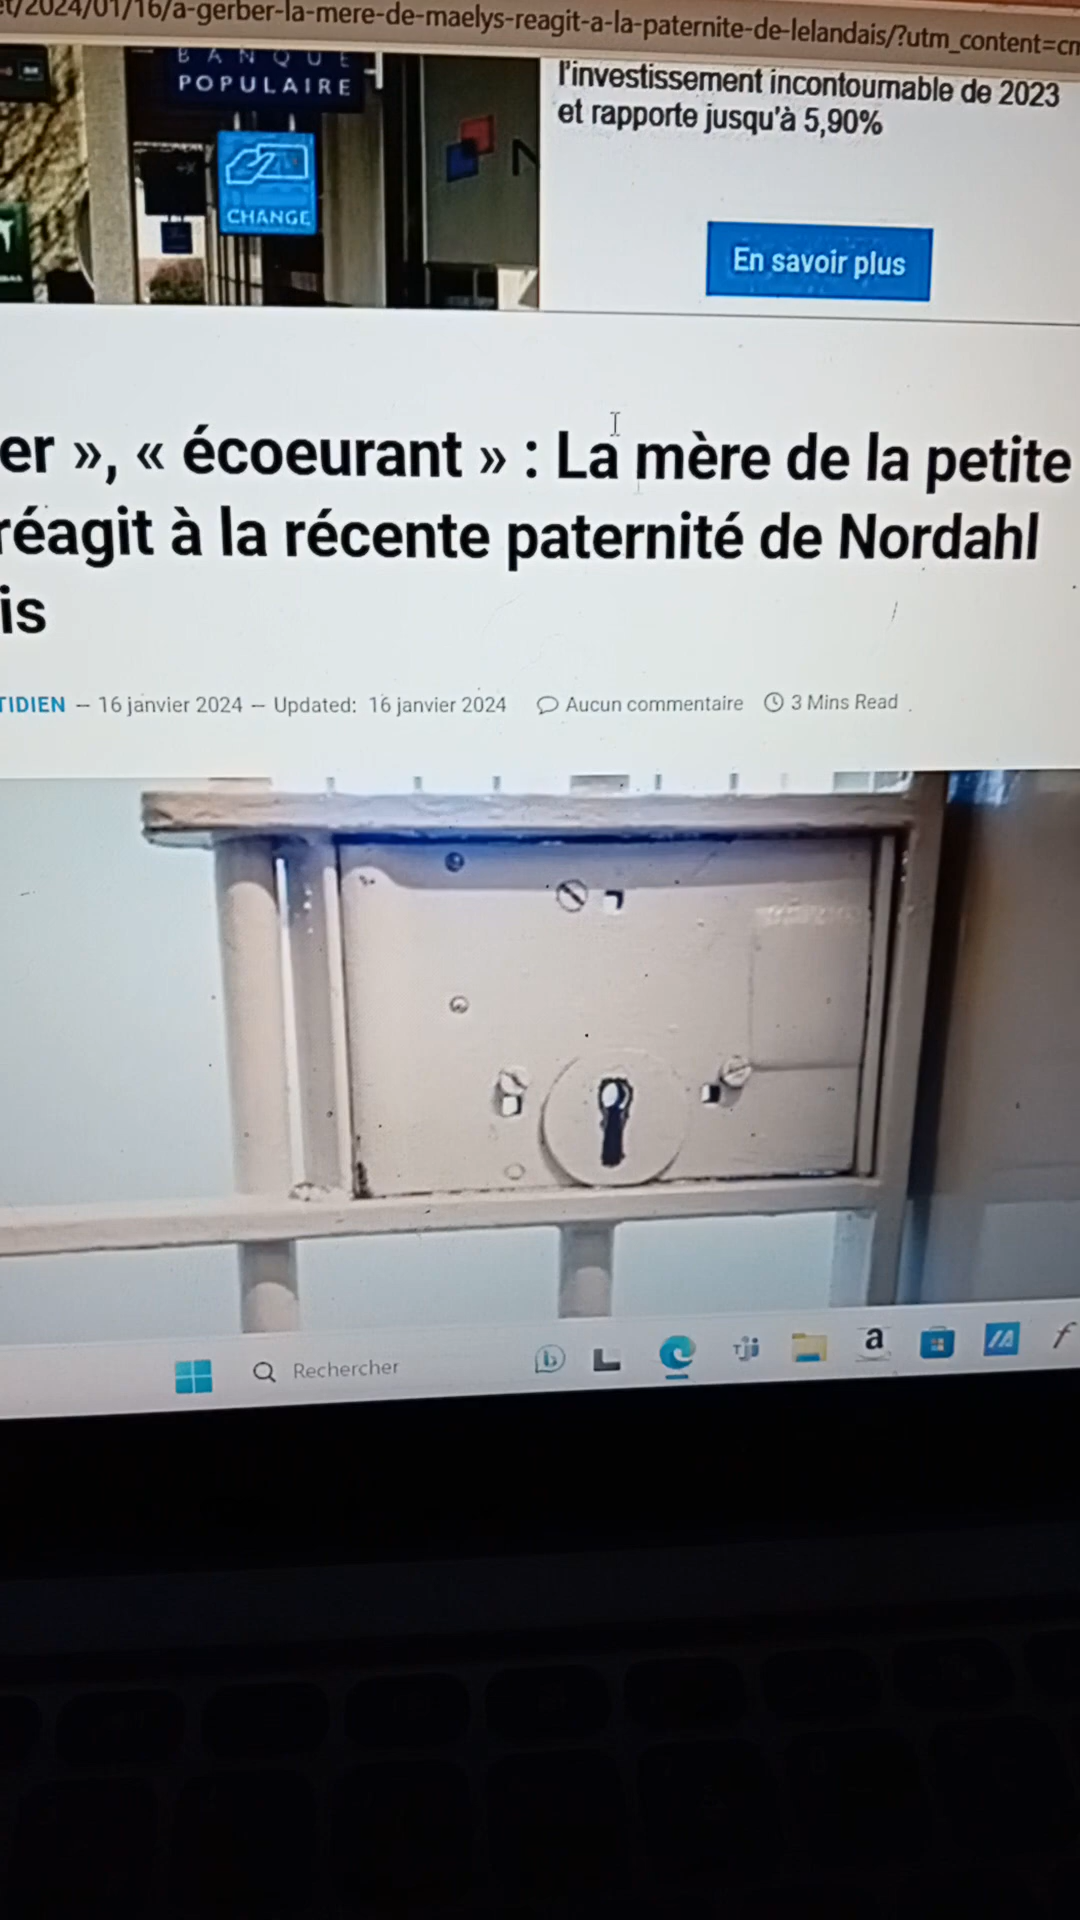 t/2024/01/16/a-gerber-la-mere-de-maelys-reagit-a-la-paternite-de-lelandais/?utm_content=cn
BANQUE
POPULAIRE
CHANGE
l'investissement incontournable de 2023
et rapporte jusqu'à 5,90%
En savoir plus
er », « écoeurant » : La mère de la petite
réagit à la récente paternité de Nordahl
is
TIDIEN — 16 janvier 2024 — Updated: 16 janvier 2024 Aucun commentaire 3 Mins Read
Rechercher